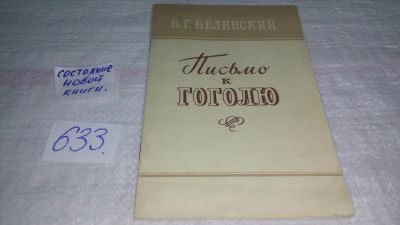 СОСТОЯНИЕ
НОВОЙ
КНИГИ.
633.
В.Г. БЕЛИНСКИЙ
Письмо
к
ГОГОЛЮ